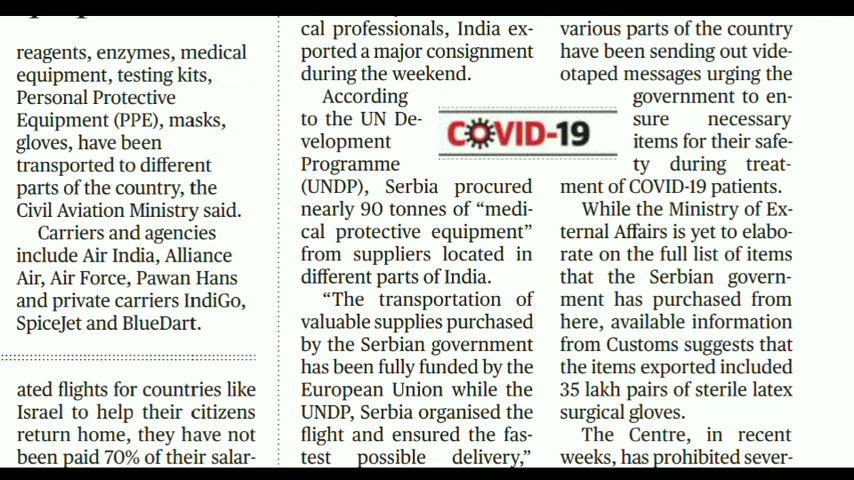 reagents, enzymes, medical
equipment, testing kits,
Personal Protective
Equipment (PPE), masks,
gloves, have been
transported to different
parts of the country, the
Civil Aviation Ministry said.
Carriers and agencies
include Air India, Alliance
Air, Air Force, Pawan Hans
and private carriers IndiGo,
SpiceJet and BlueDart.
ated flights for countries like
Israel to help their citizens
return home, they have not
been paid 70% of their salar-
cal professionals, India ex-
ported a major consignment
during the weekend.
According
to the UN De-
velopment
Programme
(UNDP), Serbia procured
nearly 90 tonnes of “medi-
cal protective equipment”
from suppliers located in
different parts of India.
“The transportation of
valuable supplies purchased
by the Serbian government
has been fully funded by the
European Union while the
UNDP, Serbia organised the
flight and ensured the fas-
test possible delivery,”
COVID-19
various parts of the country
have been sending out vide-
otaped messages urging the
government to en-
sure necessary
items for their safe-
ty during treat-
ment of COVID-19 patients.
While the Ministry of Ex-
ternal Affairs is yet to elabo-
rate on the full list of items
that the Serbian govern-
ment has purchased from
here, available information
from Customs suggests that
the items exported included
35 lakh pairs of sterile latex
surgical gloves.
The Centre, in recent
weeks, has prohibited sever-